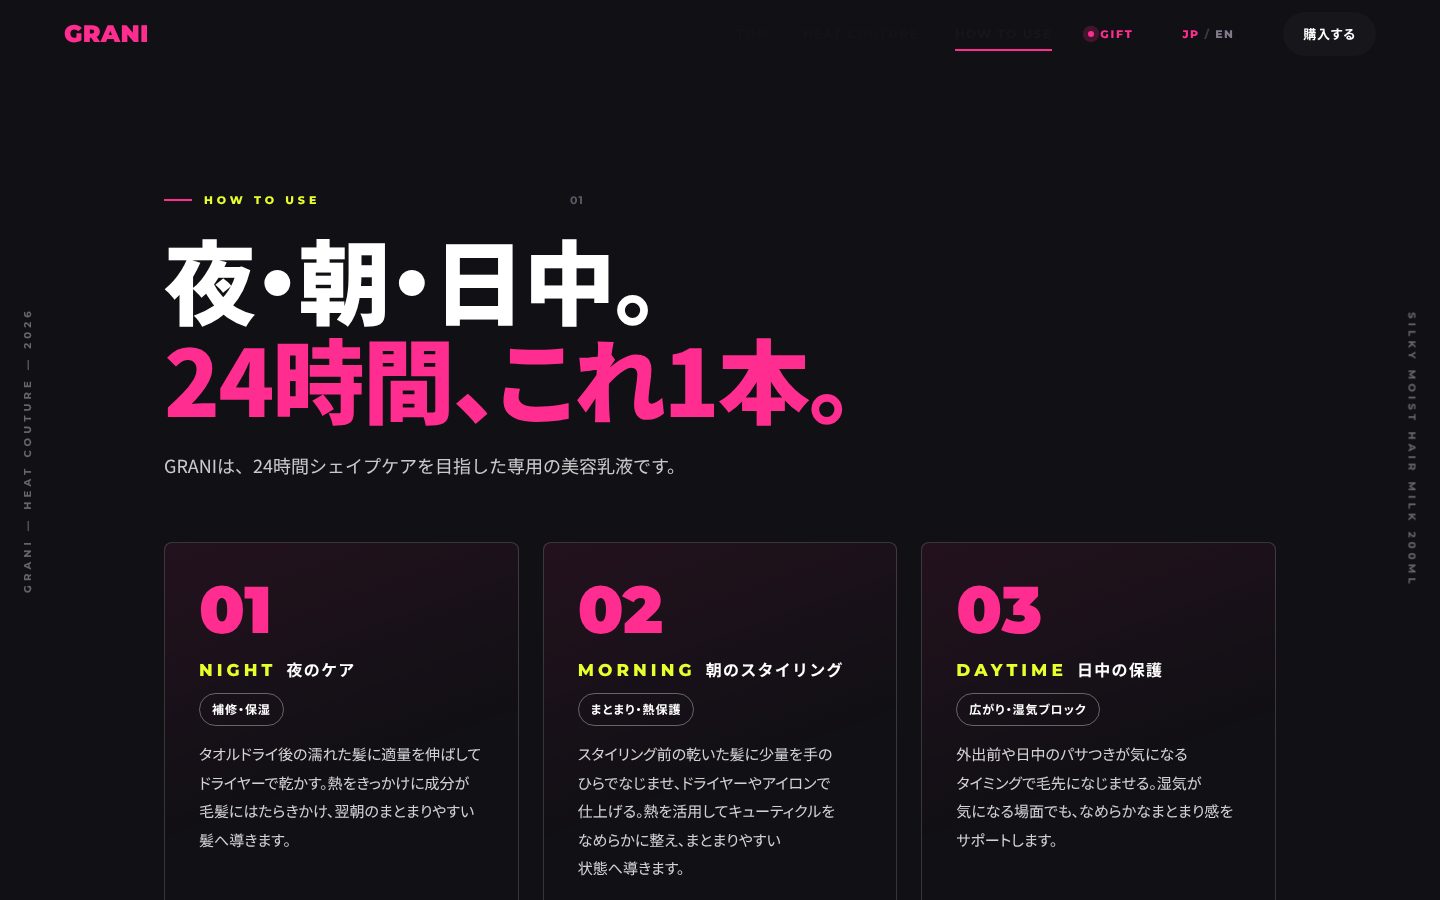 GRANI
TOP HEAT COUTURE HOW TO USE GIFT JP / EN 購入する
HOW TO USE 01
夜・朝・日中。
24時間、これ1本。
GRANIは、24時間シェイプケアを目指した専用の美容乳液です。
GRANI — HEAT COUTURE — 2026
SILKY MOIST HAIR MILK 200ML
01
NIGHT 夜のケア
補修・保湿
タオルドライ後の濡れた髪に適量を伸ばして
ドライヤーで乾かす。熱をきっかけに成分が
毛髪にはたらきかけ、翌朝のまとまりやすい
髪へ導きます。
02
MORNING 朝のスタイリング
まとまり・熱保護
スタイリング前の乾いた髪に少量を手の
ひらでなじませ、ドライヤーやアイロンで
仕上げる。熱を活用してキューティクルを
なめらかに整え、まとまりやすい
状態へ導きます。
03
DAYTIME 日中の保護
広がり・湿気ブロック
外出前や日中のパサつきが気になる
タイミングで毛先になじませる。湿気が
気になる場面でも、なめらかなまとまり感を
サポートします。